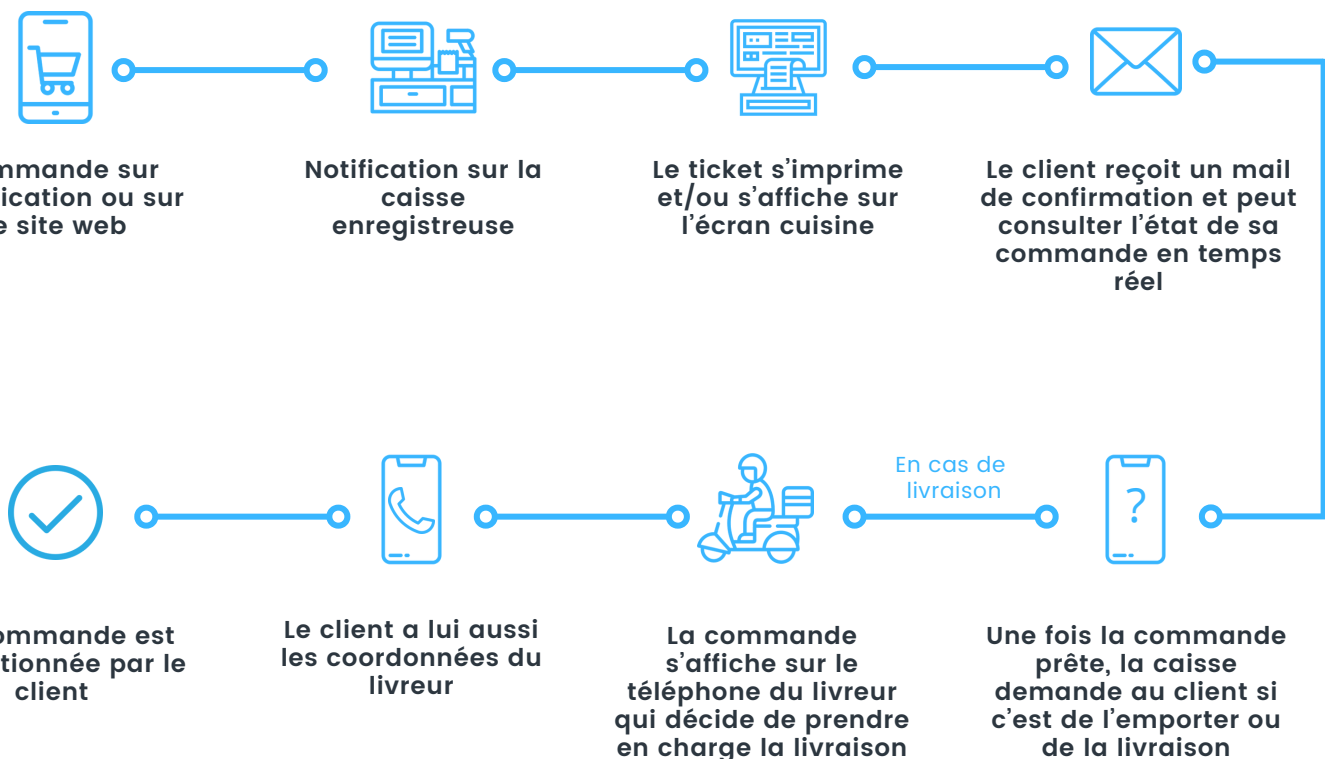 mmande sur
ication ou sur
e site web
Notification sur la
caisse
enregistreuse
Le ticket s’imprime
et/ou s’affiche sur
l’écran cuisine
Le client reçoit un mail
de confirmation et peut
consulter l’état de sa
commande en temps
réel
En cas de
livraison
?
ommande est
tionnée par le
client
Le client a lui aussi
les coordonnées du
livreur
La commande
s’affiche sur le
téléphone du livreur
qui décide de prendre
en charge la livraison
Une fois la commande
prête, la caisse
demande au client si
c’est de l’emporter ou
de la livraison